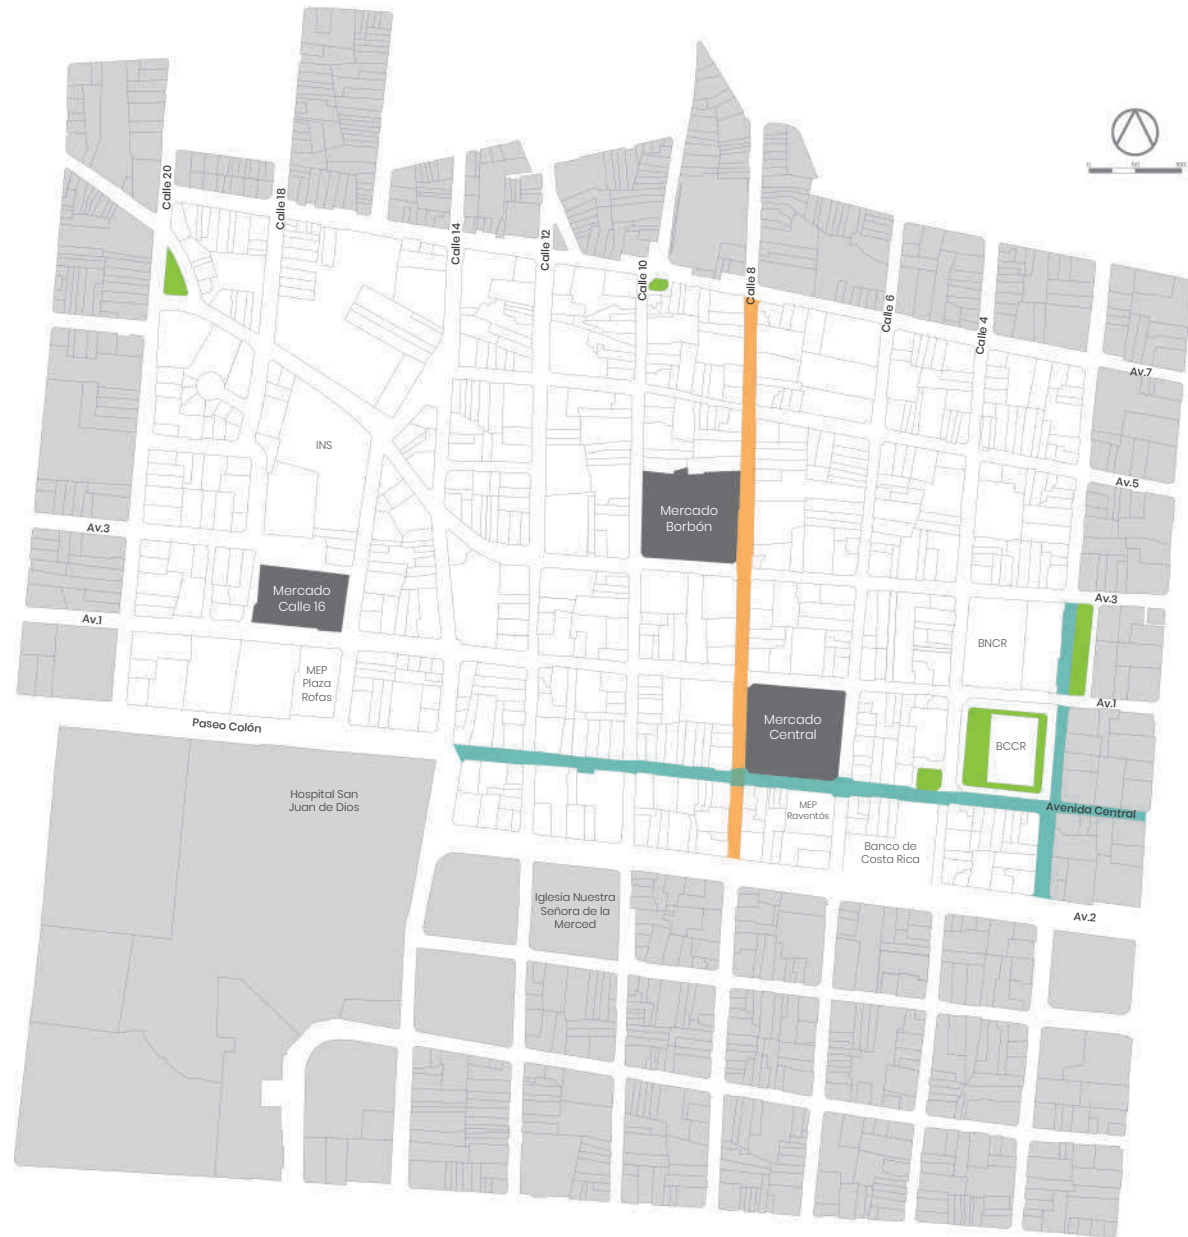 0 50 100
Calle 20
Calle 18
Calle 14
Calle 12
Calle 10
Calle 8
Calle 6
Calle 4
Av.7
INS
Av.5
Mercado
Borbón
Av.3
Mercado
Calle 16
Av.3
Av.1
BNCR
MEP
Plaza
Rofas
Av.1
Paseo Colón
Mercado
Central
BCCR
Hospital San
Juan de Dios
MEP
Raventós
Avenida Central
Banco de
Costa Rica
Iglesia Nuestra
Señora de la
Merced
Av.2